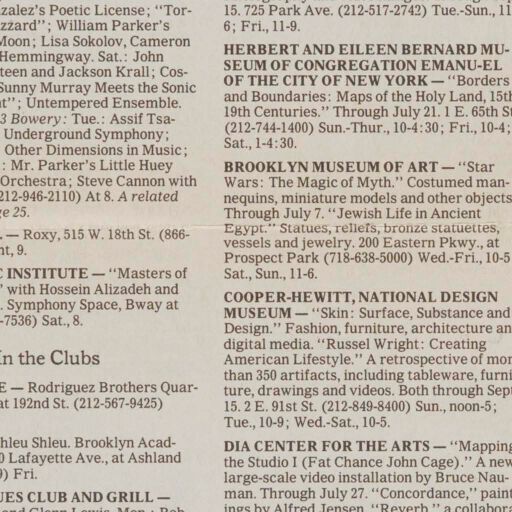 zalez's Poetic License; "Tor-
zzard"; William Parker's
Moon; Lisa Sokolov, Cameron
Hemmingway. Sat.: John
teen and Jackson Krall; Cos-
Sunny Murray Meets the Sonic
nt"; Untempered Ensemble.
3 Bowery: Tue.: Assif Tsa-
Underground Symphony;
Other Dimensions in Music;
: Mr. Parker's Little Huey
Orchestra; Steve Cannon with
212-946-2110) At 8. A related
ge 25.
. — Roxy, 515 W. 18th St. (866-
nt, 9.
C INSTITUTE — "Masters of
" with Hossein Alizadeh and
. Symphony Space, Bway at
-7536) Sat., 8.
In the Clubs
E — Rodriguez Brothers Quar-
at 192nd St. (212-567-9425)
hleu Shleu. Brooklyn Acad-
0 Lafayette Ave., at Ashland
9) Fri.
UES CLUB AND GRILL —
15. 725 Park Ave. (212-517-2742) Tue.-Sun., 11
6; Fri., 11-9.
HERBERT AND EILEEN BERNARD MU-
SEUM OF CONGREGATION EMANU-EL
OF THE CITY OF NEW YORK — "Borders
and Boundaries: Maps of the Holy Land, 15th
19th Centuries." Through July 21. 1 E. 65th St
(212-744-1400) Sun.-Thur., 10-4:30; Fri., 10-4;
Sat., 1-4:30.
BROOKLYN MUSEUM OF ART — "Star
Wars: The Magic of Myth." Costumed man-
nequins, miniature models and other objects
Through July 7. "Jewish Life in Ancient
Egypt." Statues, reliefs, bronze statuettes,
vessels and jewelry. 200 Eastern Pkwy., at
Prospect Park (718-638-5000) Wed.-Fri., 10-5
Sat., Sun., 11-6.
COOPER-HEWITT, NATIONAL DESIGN
MUSEUM — "Skin: Surface, Substance and
Design." Fashion, furniture, architecture an
digital media. "Russel Wright: Creating
American Lifestyle." A retrospective of mor
than 350 artifacts, including tableware, furni
ture, drawings and videos. Both through Sept
15. 2 E. 91st St. (212-849-8400) Sun., noon-5;
Tue., 10-9; Wed.-Sat., 10-5.
DIA CENTER FOR THE ARTS — "Mapping
the Studio I (Fat Chance John Cage)." A new
large-scale video installation by Bruce Nau-
man. Through July 27. "Concordance," paint
ings by Alfred Jensen. "Reverb," a collabora